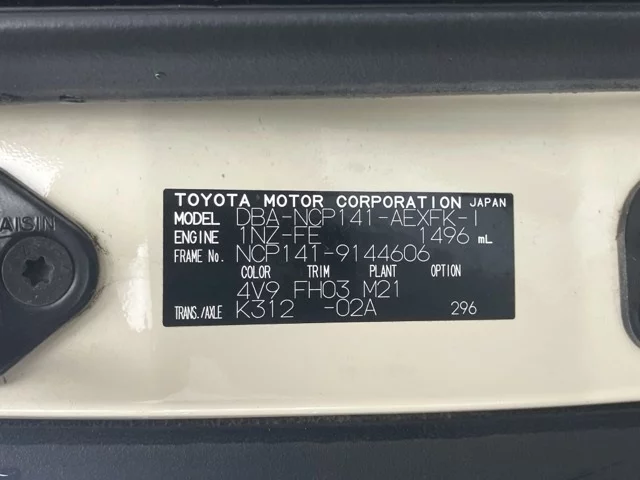 AISIN
TOYOTA MOTOR CORPORATION JAPAN
MODEL DBA-NCP141-AEXFK-I
ENGINE 1NZ-FE 1496 mL
FRAME No. NCP141-9144606
COLOR TRIM PLANT OPTION
4V9 FH03 M21
TRANS./AXLE K312 -02A 296